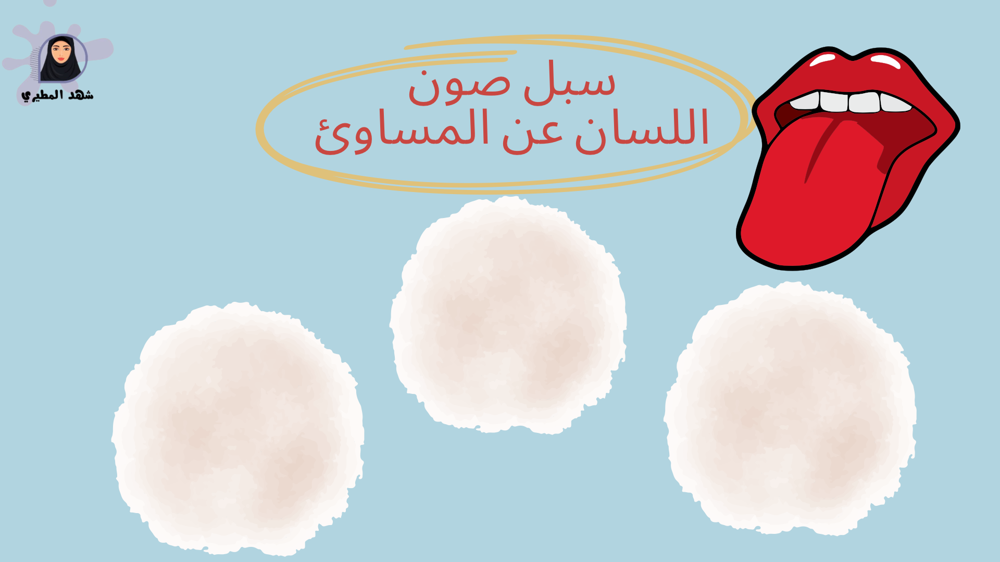 سبل صون
اللسان عن المساوئ
شهد المطيري